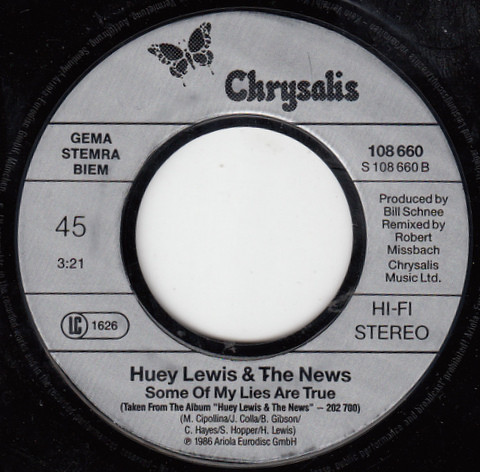 Chrysalis
GEMA
STEMRA
BIEM
108 660
S 108 660 B
45
3:21
Produced by
Bill Schnee
Remixed by
Robert
Missbach
Chrysalis
Music Ltd.
LC 1626
HI-FI
STEREO
Huey Lewis & The News
Some Of My Lies Are True
(Taken From The Album "Huey Lewis & The News" – 202 700)
(M. Cipollina/J. Colla/B. Gibson/
C. Hayes/S. Hopper/H. Lewis)
℗ 1986 Ariola Eurodisc GmbH